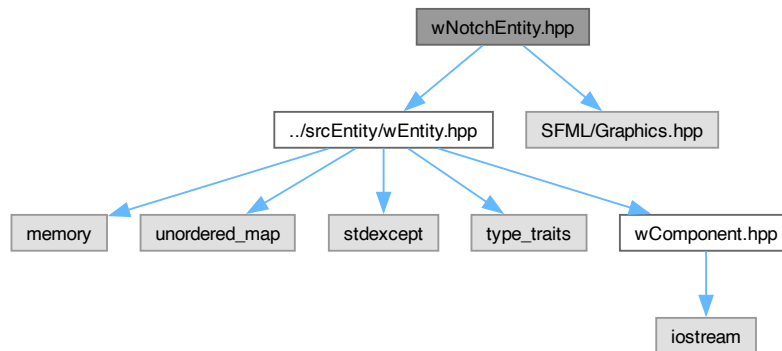 wNotchEntity.hpp
../srcEntity/wEntity.hpp
SFML/Graphics.hpp
memory
unordered_map
stdexcept
type_traits
wComponent.hpp
iostream